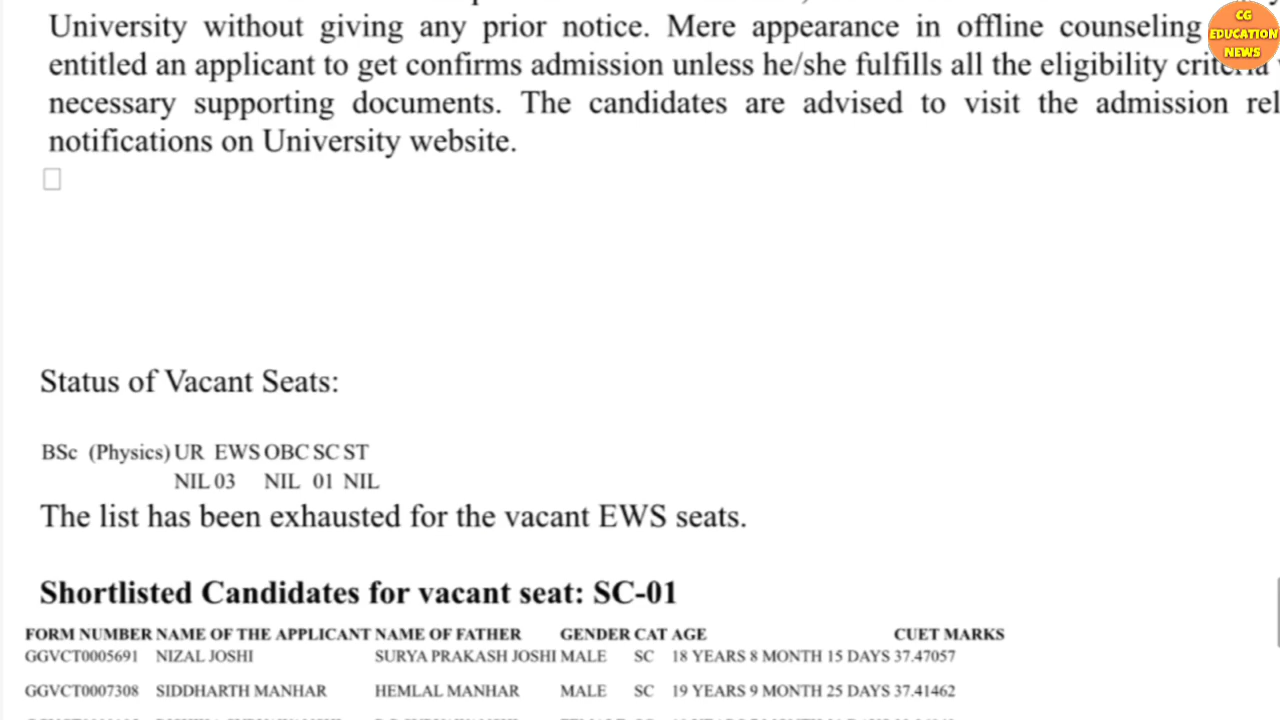 University without giving any prior notice. Mere appearance in offline counseling
entitled an applicant to get confirms admission unless he/she fulfills all the eligibility criteria
necessary supporting documents. The candidates are advised to visit the admission rel
notifications on University website.
CG
EDUCATION
NEWS
Status of Vacant Seats:
BSc (Physics) UR EWS OBC SC ST
NIL 03 NIL 01 NIL
The list has been exhausted for the vacant EWS seats.
Shortlisted Candidates for vacant seat: SC-01
FORM NUMBER NAME OF THE APPLICANT NAME OF FATHER GENDER CAT AGE CUET MARKS
GGVCT0005691 NIZAL JOSHI SURYA PRAKASH JOSHI MALE SC 18 YEARS 8 MONTH 15 DAYS 37.47057
GGVCT0007308 SIDDHARTH MANHAR HEMLAL MANHAR MALE SC 19 YEARS 9 MONTH 25 DAYS 37.41462